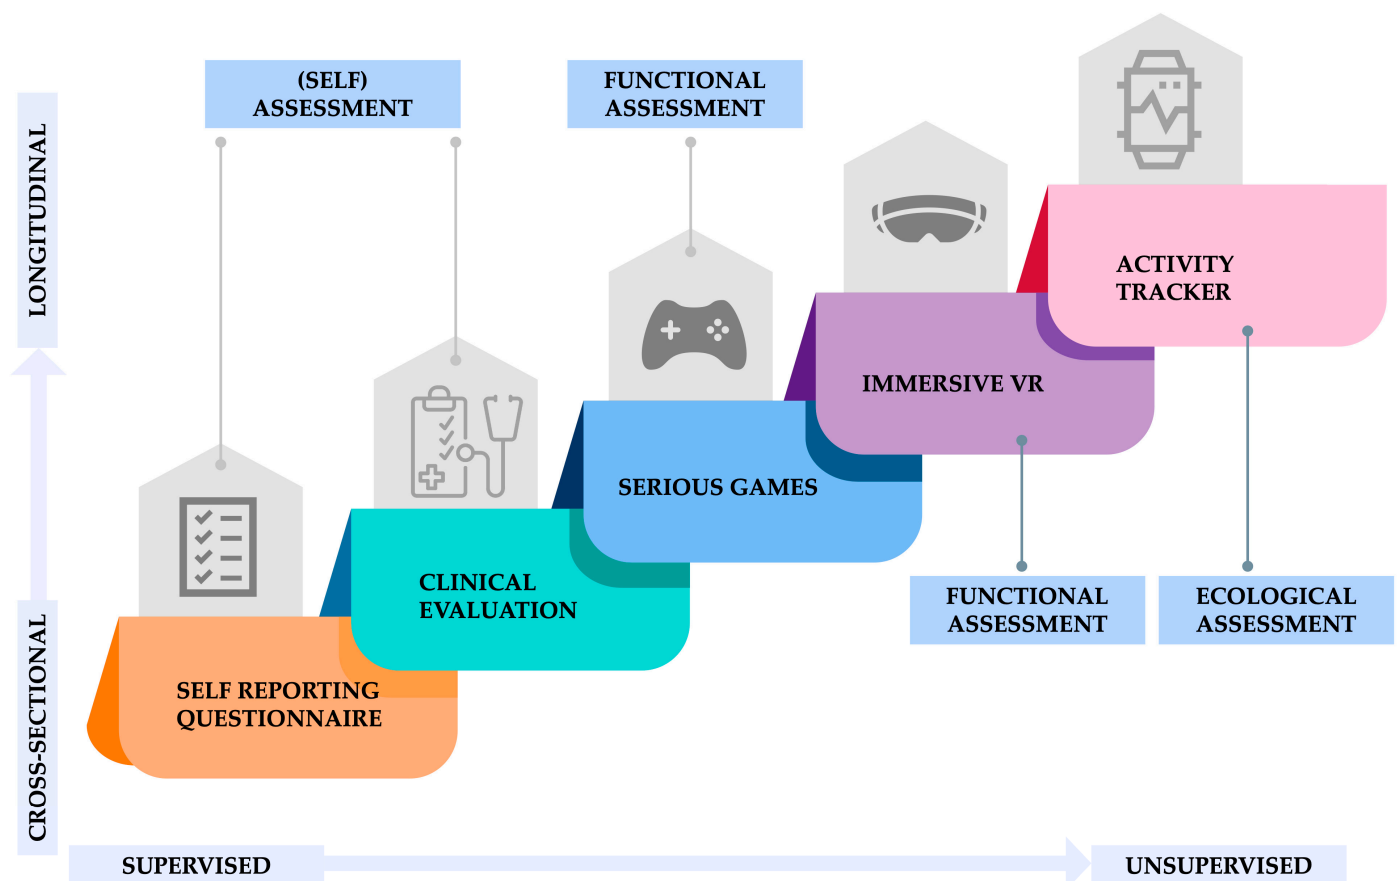 (SELF)
ASSESSMENT
FUNCTIONAL
ASSESSMENT
LONGITUDINAL
ACTIVITY
TRACKER
IMMERSIVE VR
SERIOUS GAMES
CLINICAL
EVALUATION
SELF REPORTING
QUESTIONNAIRE
FUNCTIONAL
ASSESSMENT
ECOLOGICAL
ASSESSMENT
CROSS-SECTIONAL
SUPERVISED
UNSUPERVISED